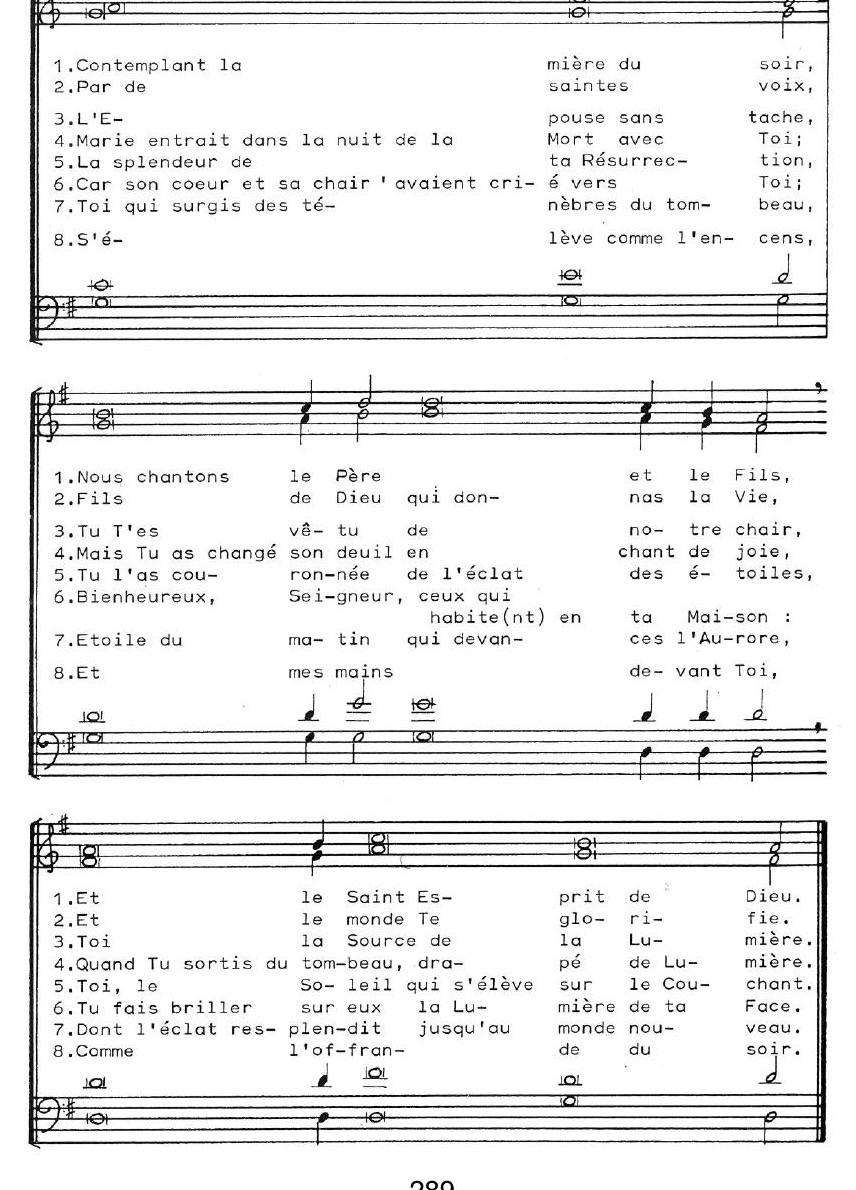 1.Contemplant la mière du soir,
2.Par de saintes voix,
3.L'E- pouse sans tache,
4.Marie entrait dans la nuit de la Mort avec Toi;
5.La splendeur de ta Résurrec- tion,
6.Car son coeur et sa chair 'avaient cri- é vers Toi;
7.Toi qui surgis des té- nèbres du tom- beau,
8.S'é- lève comme l'en- cens,
1.Nous chantons le Père et le Fils,
2.Fils de Dieu qui don- nas la Vie,
3.Tu T'es vê- tu de no- tre chair,
4.Mais Tu as changé son deuil en chant de joie,
5.Tu l'as cou- ron-née de l'éclat des é- toiles,
6.Bienheureux, Sei-gneur, ceux qui
habite(nt) en ta Mai-son :
7.Etoile du ma- tin qui devan- ces l'Au-rore,
8.Et mes mains de- vant Toi,
1.Et le Saint Es- prit de Dieu.
2.Et le monde Te glo- ri- fie.
3.Toi la Source de la Lu- mière.
4.Quand Tu sortis du tom-beau, dra- pé de Lu- mière.
5.Toi, le So- leil qui s'élève sur le Cou- chant.
6.Tu fais briller sur eux la Lu- mière de ta Face.
7.Dont l'éclat res- plen-dit jusqu'au monde nou- veau.
8.Comme l'of-fran- de du soir.
289